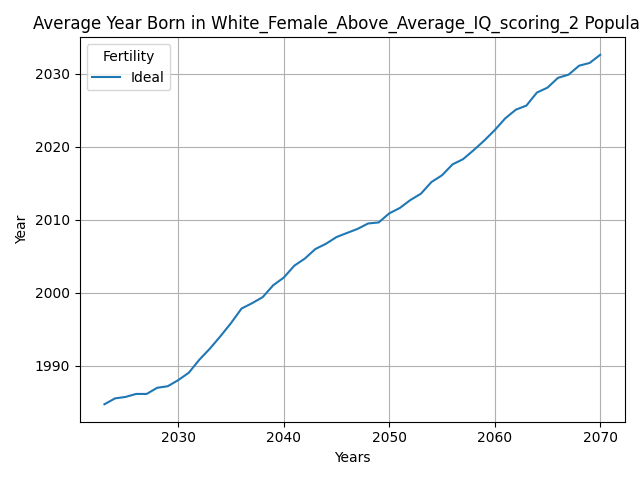 Average Year Born in White_Female_Above_Average_IQ_scoring_2 Popula
Fertility
Ideal
2030
2020
2010
2000
1990
Year
2030 2040 2050 2060 2070
Years